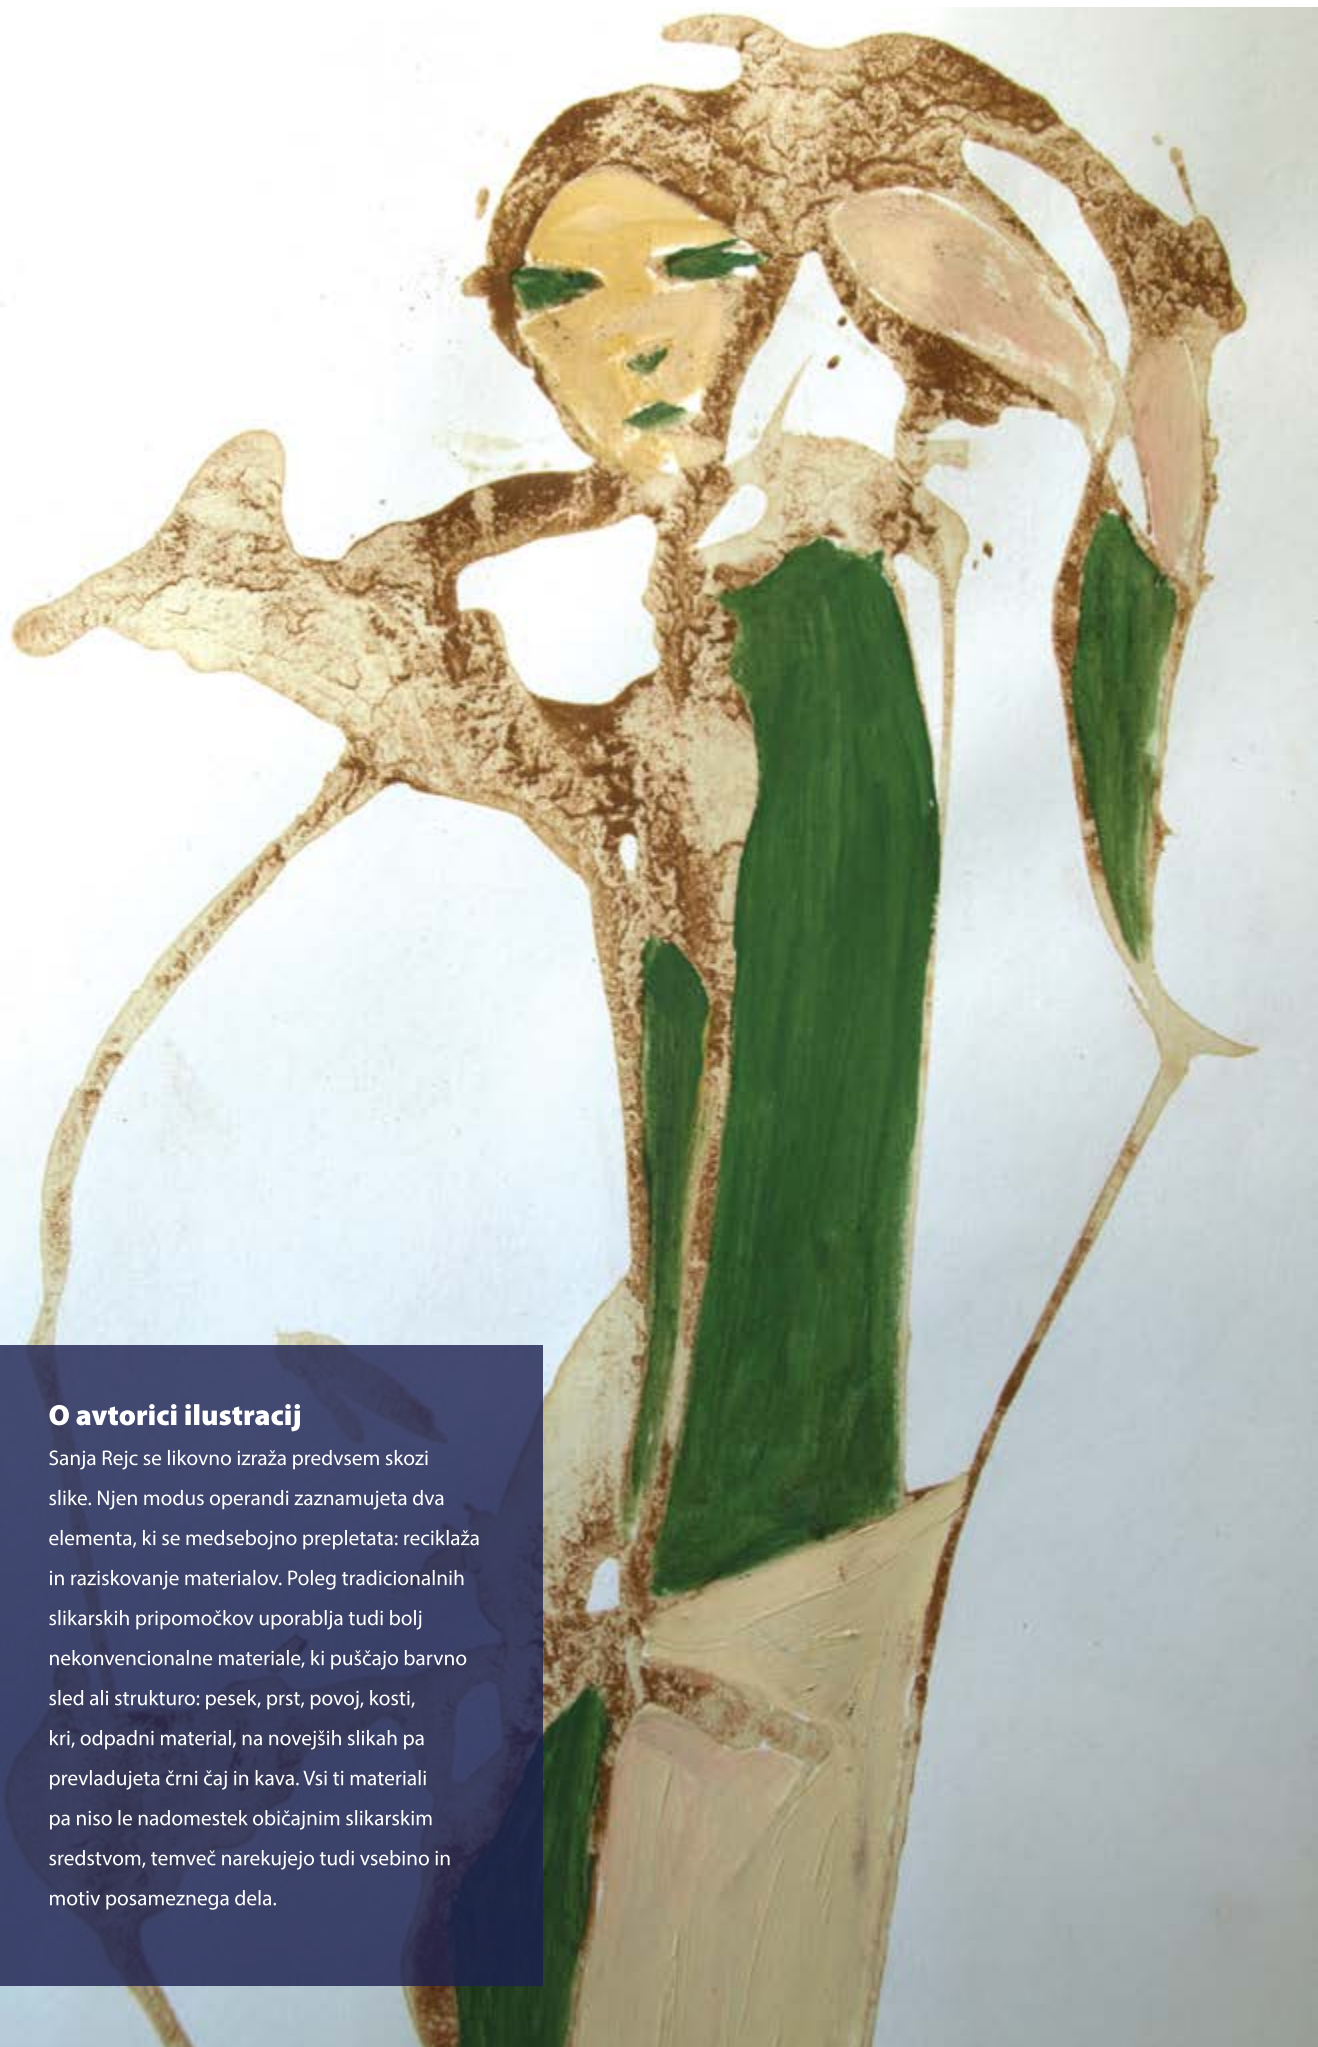 O avtorici ilustracij
Sanja Rejc se likovno izraža predvsem skozi
slike. Njen modus operandi zaznamujeta dva
elementa, ki se medsebojno prepletata: reciklaža
in raziskovanje materialov. Poleg tradicionalnih
slikarskih pripomočkov uporablja tudi bolj
nekonvencionalne materiale, ki puščajo barvno
sled ali strukturo: pesek, prst, povoj, kosti,
kri, odpadni material, na novejših slikah pa
prevladujeta črni čaj in kava. Vsi ti materiali
pa niso le nadomestek običajnim slikarskim
sredstvom, temveč narekujejo tudi vsebino in
motiv posameznega dela.